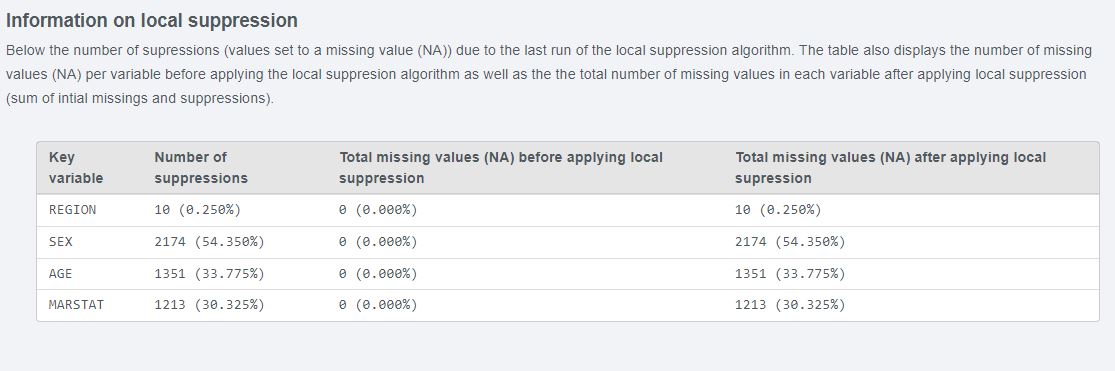 Information on local suppression
Below the number of supressions (values set to a missing value (NA)) due to the last run of the local suppression algorithm. The table also displays the number of missing
values (NA) per variable before applying the local suppresion algorithm as well as the the total number of missing values in each variable after applying local suppression
(sum of intial missings and suppressions).
Key variable Number of suppressions Total missing values (NA) before applying local suppression Total missing values (NA) after applying local supression
REGION 10 (0.250%) 0 (0.000%) 10 (0.250%)
SEX 2174 (54.350%) 0 (0.000%) 2174 (54.350%)
AGE 1351 (33.775%) 0 (0.000%) 1351 (33.775%)
MARSTAT 1213 (30.325%) 0 (0.000%) 1213 (30.325%)